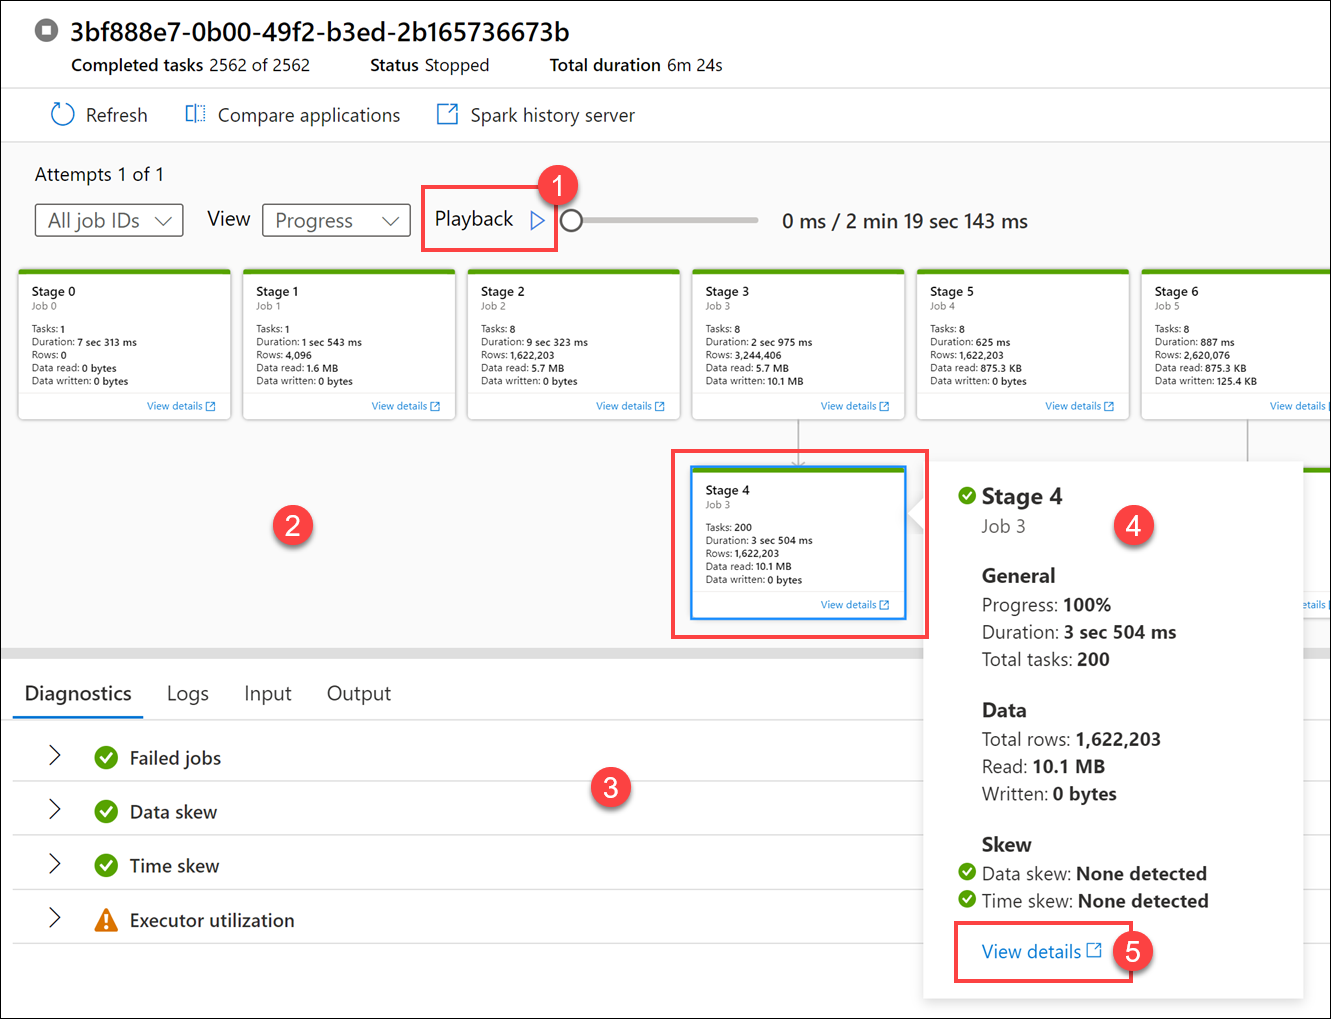 3bf888e7-0b00-49f2-b3ed-2b165736673b
Completed tasks 2562 of 2562 Status Stopped Total duration 6m 24s
Refresh Compare applications Spark history server
Attempts 1 of 1
All job IDs View Progress Playback 1 0 ms / 2 min 19 sec 143 ms
Stage 0
Job 0
Tasks: 1
Duration: 7 sec 313 ms
Rows: 0
Data read: 0 bytes
Data written: 0 bytes
View details
Stage 1
Job 1
Tasks: 1
Duration: 1 sec 543 ms
Rows: 4,096
Data read: 1.6 MB
Data written: 0 bytes
View details
Stage 2
Job 2
Tasks: 8
Duration: 9 sec 323 ms
Rows: 1,622,203
Data read: 5.7 MB
Data written: 0 bytes
View details
Stage 3
Job 3
Tasks: 8
Duration: 2 sec 975 ms
Rows: 3,244,406
Data read: 5.7 MB
Data written: 10.1 MB
View details
Stage 5
Job 4
Tasks: 8
Duration: 625 ms
Rows: 1,622,203
Data read: 875.3 KB
Data written: 0 bytes
View details
Stage 6
Job 5
Tasks: 8
Duration: 887 ms
Rows: 2,620,076
Data read: 875.3 KB
Data written: 125.4 KB
View details
2
Stage 4
Job 3
Tasks: 200
Duration: 3 sec 504 ms
Rows: 1,622,203
Data read: 10.1 MB
Data written: 0 bytes
View details
etails
Stage 4
Job 3
4
General
Progress: 100%
Duration: 3 sec 504 ms
Total tasks: 200
Data
Total rows: 1,622,203
Read: 10.1 MB
Written: 0 bytes
Skew
Data skew: None detected
Time skew: None detected
View details 5
Diagnostics Logs Input Output
Failed jobs
3
Data skew
Time skew
Executor utilization